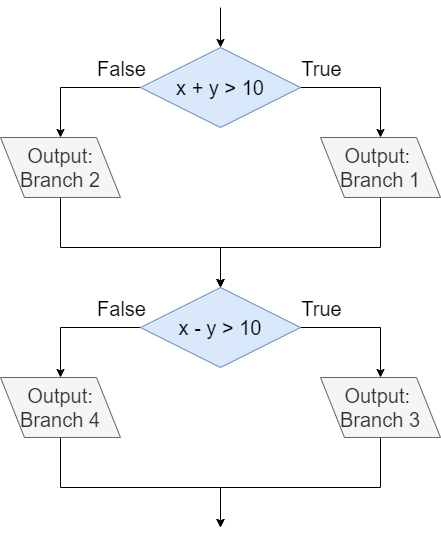 False
True
x + y > 10
Output:
Branch 2
Output:
Branch 1
False
True
x - y > 10
Output:
Branch 4
Output:
Branch 3